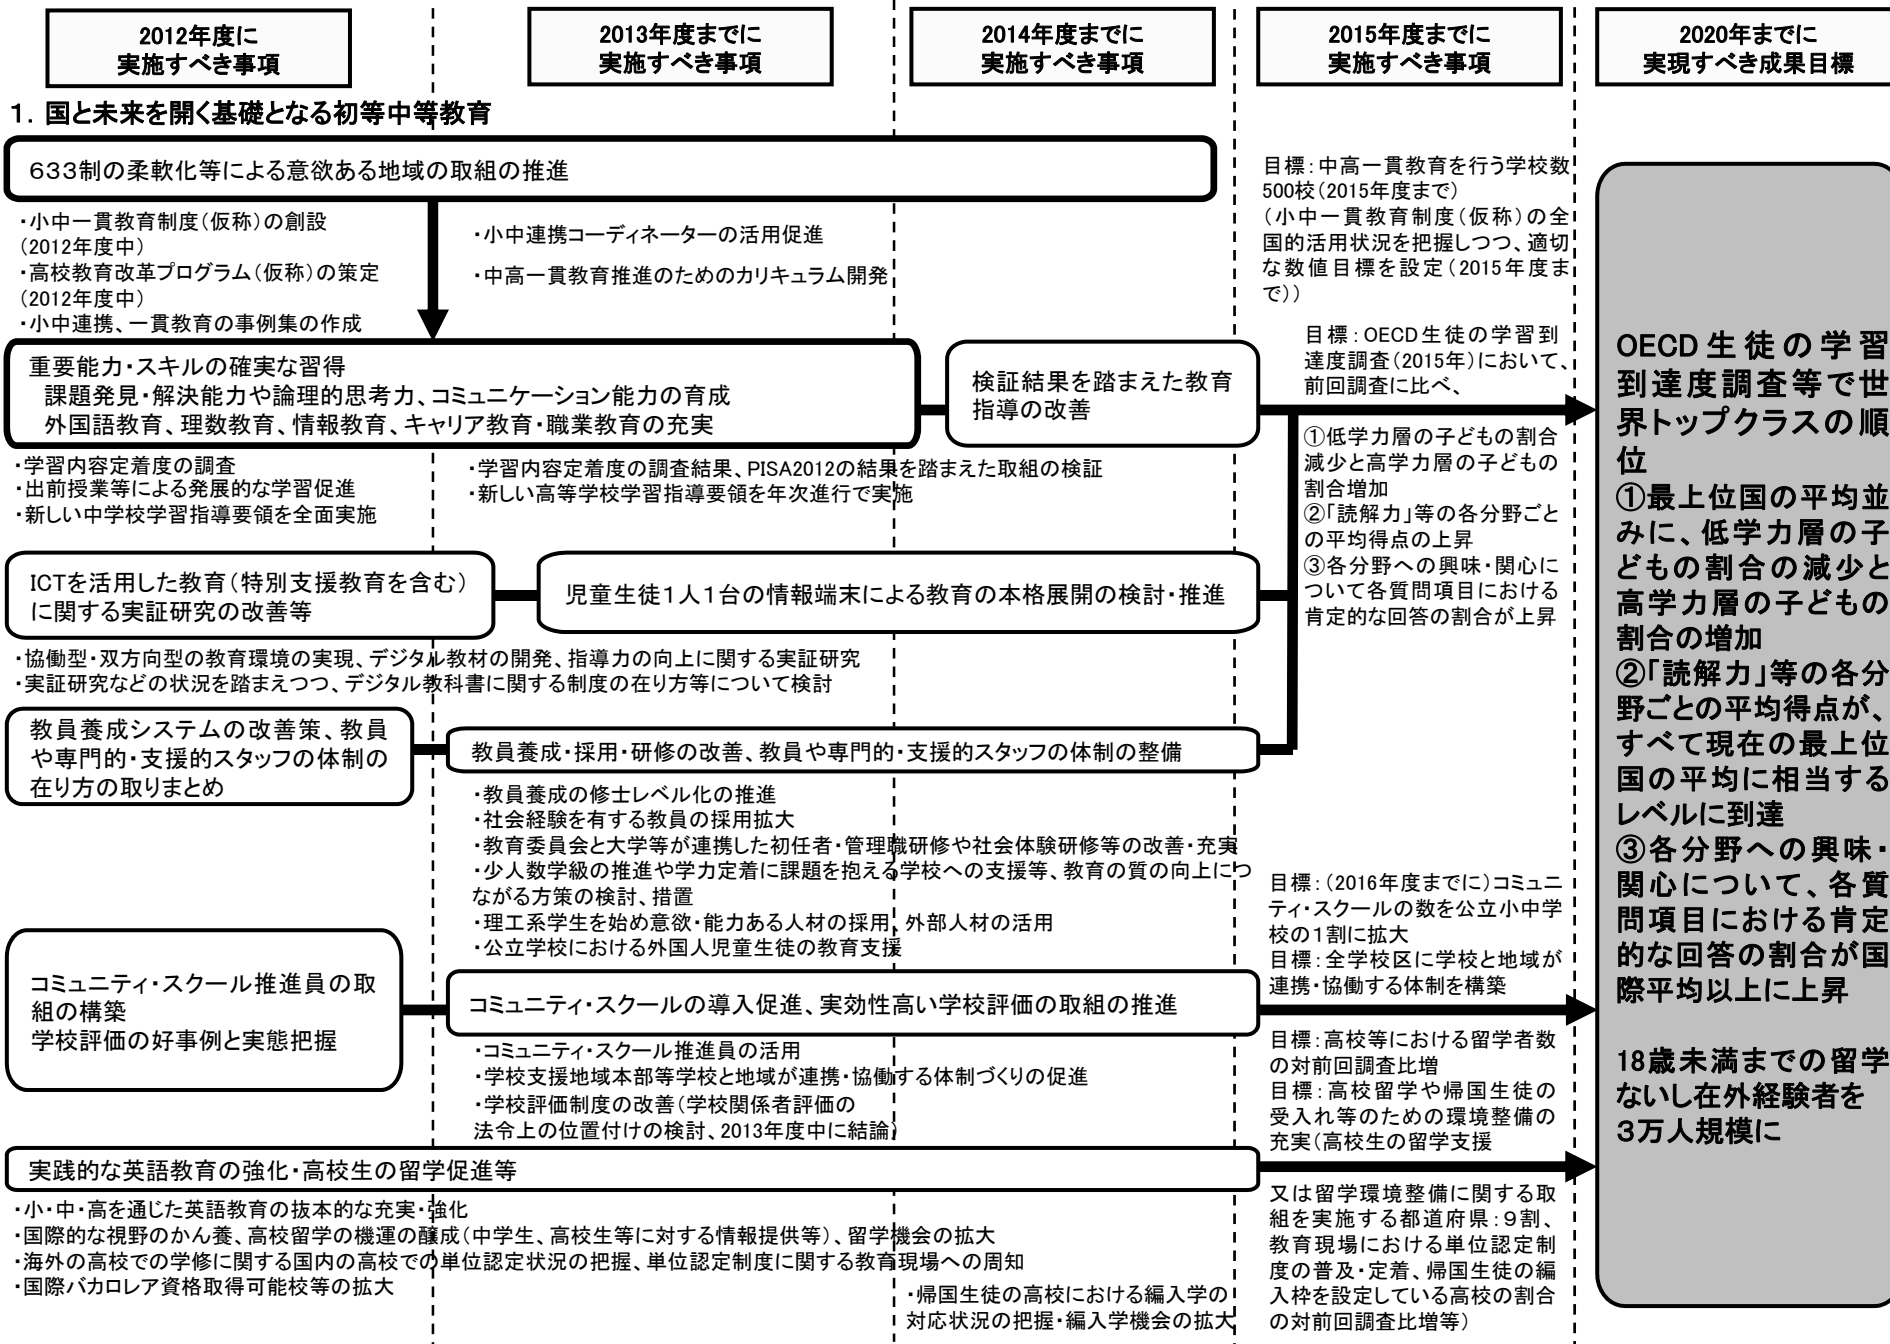 2012年度に
実施すべき事項
2013年度までに
実施すべき事項
2014年度までに
実施すべき事項
2015年度までに
実施すべき事項
2020年までに
実現すべき成果目標
１．国と未来を開く基礎となる初等中等教育
６３３制の柔軟化等による意欲ある地域の取組の推進
・小中一貫教育制度（仮称）の創設
（2012年度中）
・高校教育改革プログラム（仮称）の策定
（2012年度中）
・小中連携、一貫教育の事例集の作成
・小中連携コーディネーターの活用促進
・中高一貫教育推進のためのカリキュラム開発
目標：中高一貫教育を行う学校数
500校（2015年度まで）
（小中一貫教育制度（仮称）の全
国的活用状況を把握しつつ、適切
な数値目標を設定（2015年度ま
で））
重要能力・スキルの確実な習得
課題発見・解決能力や論理的思考力、コミュニケーション能力の育成
外国語教育、理数教育、情報教育、キャリア教育・職業教育の充実
検証結果を踏まえた教育
指導の改善
目標：OECD生徒の学習到
達度調査（2015年）において、
前回調査に比べ、
①低学力層の子どもの割合
減少と高学力層の子どもの
割合増加
②「読解力」等の各分野ごと
の平均得点の上昇
③各分野への興味・関心に
ついて各質問項目における
肯定的な回答の割合が上昇
・学習内容定着度の調査
・出前授業等による発展的な学習促進
・新しい中学校学習指導要領を全面実施
・学習内容定着度の調査結果、PISA2012の結果を踏まえた取組の検証
・新しい高等学校学習指導要領を年次進行で実施
ICTを活用した教育（特別支援教育を含む）
に関する実証研究の改善等
児童生徒１人１台の情報端末による教育の本格展開の検討・推進
・協働型・双方向型の教育環境の実現、デジタル教材の開発、指導力の向上に関する実証研究
・実証研究などの状況を踏まえつつ、デジタル教科書に関する制度の在り方等について検討
教員養成システムの改善策、教員
や専門的・支援的スタッフの体制の
在り方の取りまとめ
教員養成・採用・研修の改善、教員や専門的・支援的スタッフの体制の整備
・教員養成の修士レベル化の推進
・社会経験を有する教員の採用拡大
・教育委員会と大学等が連携した初任者・管理職研修や社会体験研修等の改善・充実
・少人数学級の推進や学力定着に課題を抱える学校への支援等、教育の質の向上につ
ながる方策の検討、措置
・理工系学生を始め意欲・能力ある人材の採用、外部人材の活用
・公立学校における外国人児童生徒の教育支援
目標：（2016年度までに）コミュニ
ティ・スクールの数を公立小中学
校の１割に拡大
目標：全学校区に学校と地域が
連携・協働する体制を構築
コミュニティ・スクール推進員の取
組の構築
学校評価の好事例と実態把握
コミュニティ・スクールの導入促進、実効性高い学校評価の取組の推進
・コミュニティ・スクール推進員の活用
・学校支援地域本部等学校と地域が連携・協働する体制づくりの促進
・学校評価制度の改善（学校関係者評価の
法令上の位置付けの検討、2013年度中に結論）
目標：高校等における留学者数
の対前回調査比増
目標：高校留学や帰国生徒の
受入れ等のための環境整備の
充実（高校生の留学支援
又は留学環境整備に関する取
組を実施する都道府県：９割、
教育現場における単位認定制
度の普及・定着、帰国生徒の編
入枠を設定している高校の割合
の対前回調査比増等）
実践的な英語教育の強化・高校生の留学促進等
・小・中・高を通じた英語教育の抜本的な充実・強化
・国際的な視野のかん養、高校留学の機運の醸成（中学生、高校生等に対する情報提供等）、留学機会の拡大
・海外の高校での学修に関する国内の高校での単位認定状況の把握、単位認定制度に関する教育現場への周知
・国際バカロレア資格取得可能校等の拡大
・帰国生徒の高校における編入学の
対応状況の把握・編入学機会の拡大
OECD生徒の学習
到達度調査等で世
界トップクラスの順
位
①最上位国の平均並
みに、低学力層の子
どもの割合の減少と
高学力層の子どもの
割合の増加
②「読解力」等の各分
野ごとの平均得点が、
すべて現在の最上位
国の平均に相当する
レベルに到達
③各分野への興味・
関心について、各質
問項目における肯定
的な回答の割合が国
際平均以上に上昇
18歳未満までの留学
ないし在外経験者を
３万人規模に